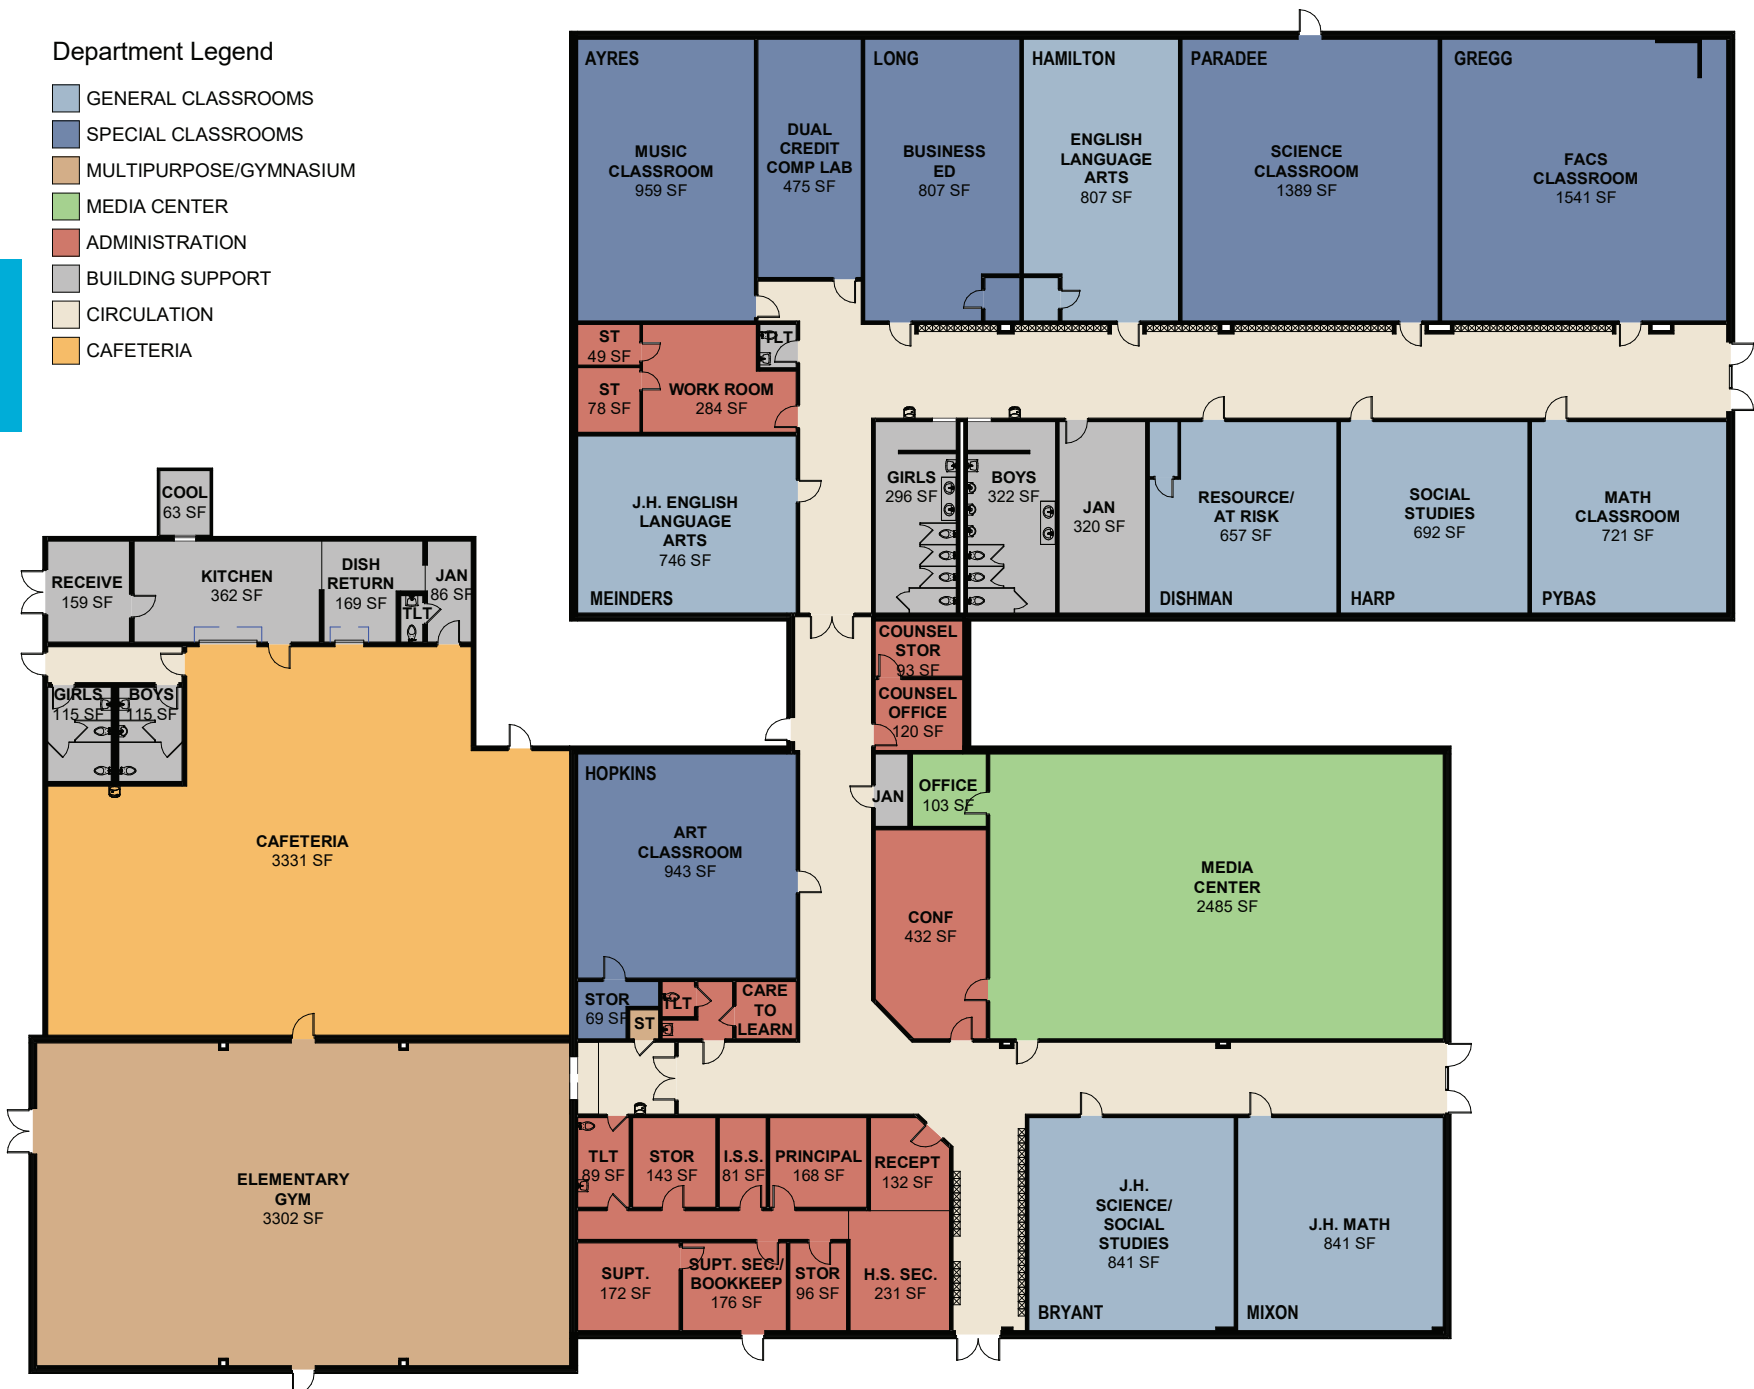 Department Legend
GENERAL CLASSROOMS
SPECIAL CLASSROOMS
MULTIPURPOSE/GYMNASIUM
MEDIA CENTER
ADMINISTRATION
BUILDING SUPPORT
CIRCULATION
CAFETERIA
AYRES
MUSIC
CLASSROOM
959 SF
DUAL
CREDIT
COMP LAB
475 SF
LONG
BUSINESS
ED
807 SF
HAMILTON
ENGLISH
LANGUAGE
ARTS
807 SF
PARADEE
SCIENCE
CLASSROOM
1389 SF
GREGG
FACS
CLASSROOM
1541 SF
ST
49 SF
ST
78 SF
WORK ROOM
284 SF
TLT
J.H. ENGLISH
LANGUAGE
ARTS
746 SF
MEINDERS
GIRLS
296 SF
BOYS
322 SF
JAN
320 SF
RESOURCE/
AT RISK
657 SF
DISHMAN
SOCIAL
STUDIES
692 SF
HARP
MATH
CLASSROOM
721 SF
PYBAS
COOL
63 SF
RECEIVE
159 SF
KITCHEN
362 SF
DISH
RETURN
169 SF
TLT
JAN
86 SF
GIRLS
115 SF
BOYS
115 SF
CAFETERIA
3331 SF
COUNSEL
STOR
93 SF
COUNSEL
OFFICE
120 SF
HOPKINS
ART
CLASSROOM
943 SF
JAN
OFFICE
103 SF
CONF
432 SF
MEDIA
CENTER
2485 SF
STOR
69 SF
ST
TLT
CARE
TO
LEARN
ELEMENTARY
GYM
3302 SF
TLT
89 SF
STOR
143 SF
I.S.S.
81 SF
PRINCIPAL
168 SF
RECEPT
132 SF
SUPT.
172 SF
SUPT. SEC./
BOOKKEEP
176 SF
STOR
96 SF
H.S. SEC.
231 SF
J.H.
SCIENCE/
SOCIAL
STUDIES
841 SF
BRYANT
J.H. MATH
841 SF
MIXON